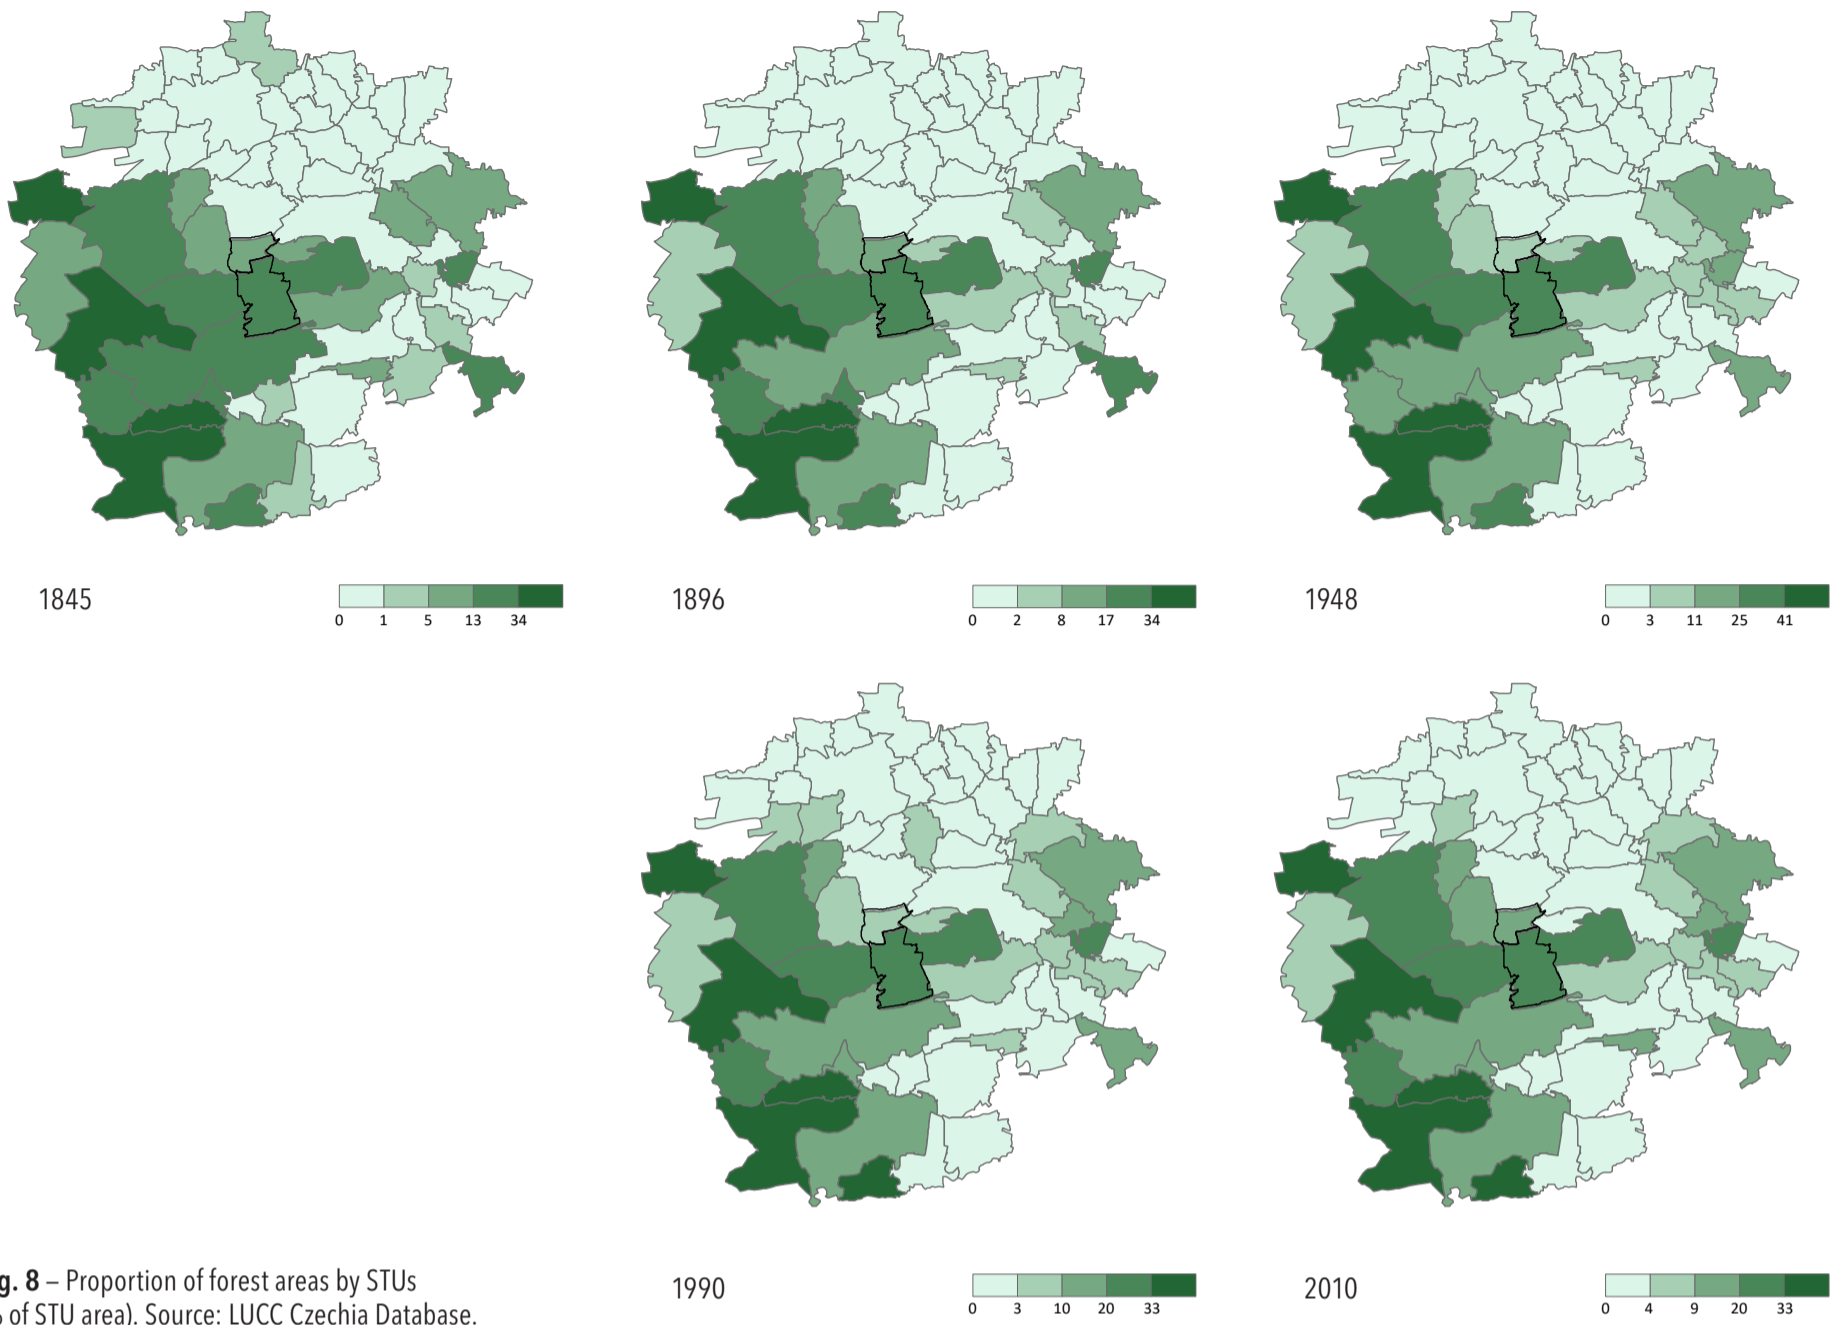 1845
0 1 5 13 34
1896
0 2 8 17 34
1948
0 3 11 25 41
g. 8 – Proportion of forest areas by STUs
of STU area). Source: LUCC Czechia Database.
1990
0 3 10 20 33
2010
0 4 9 20 33